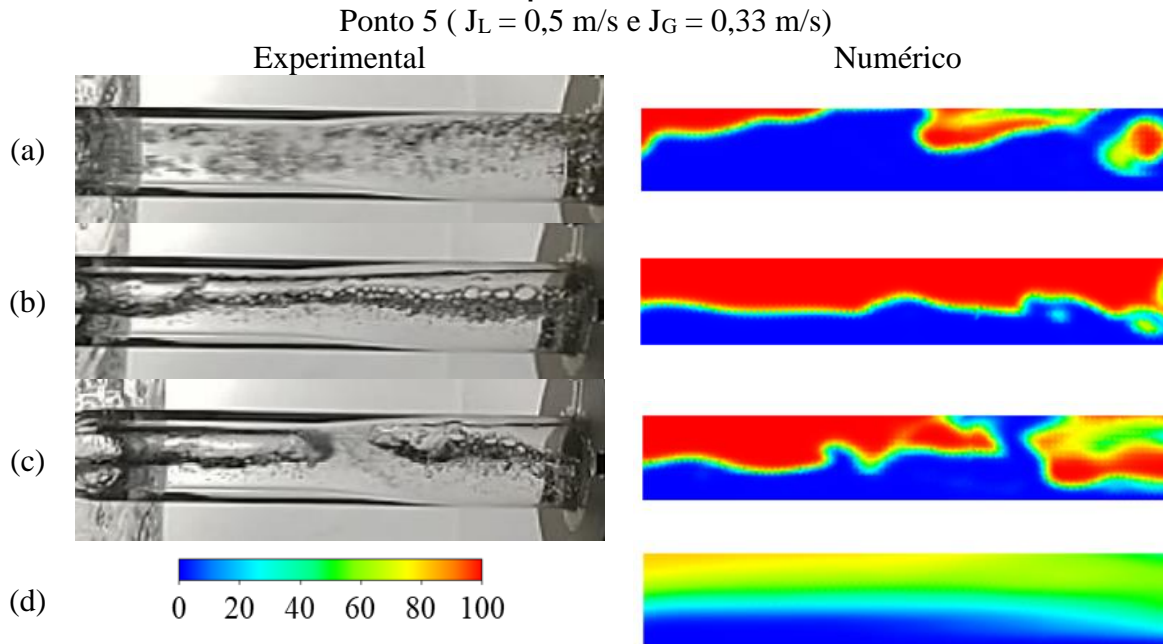 Ponto 5 ( J_L = 0,5 m/s e J_G = 0,33 m/s)
Experimental Numérico
(a)
(b)
(c)
(d)
0 20 40 60 80 100